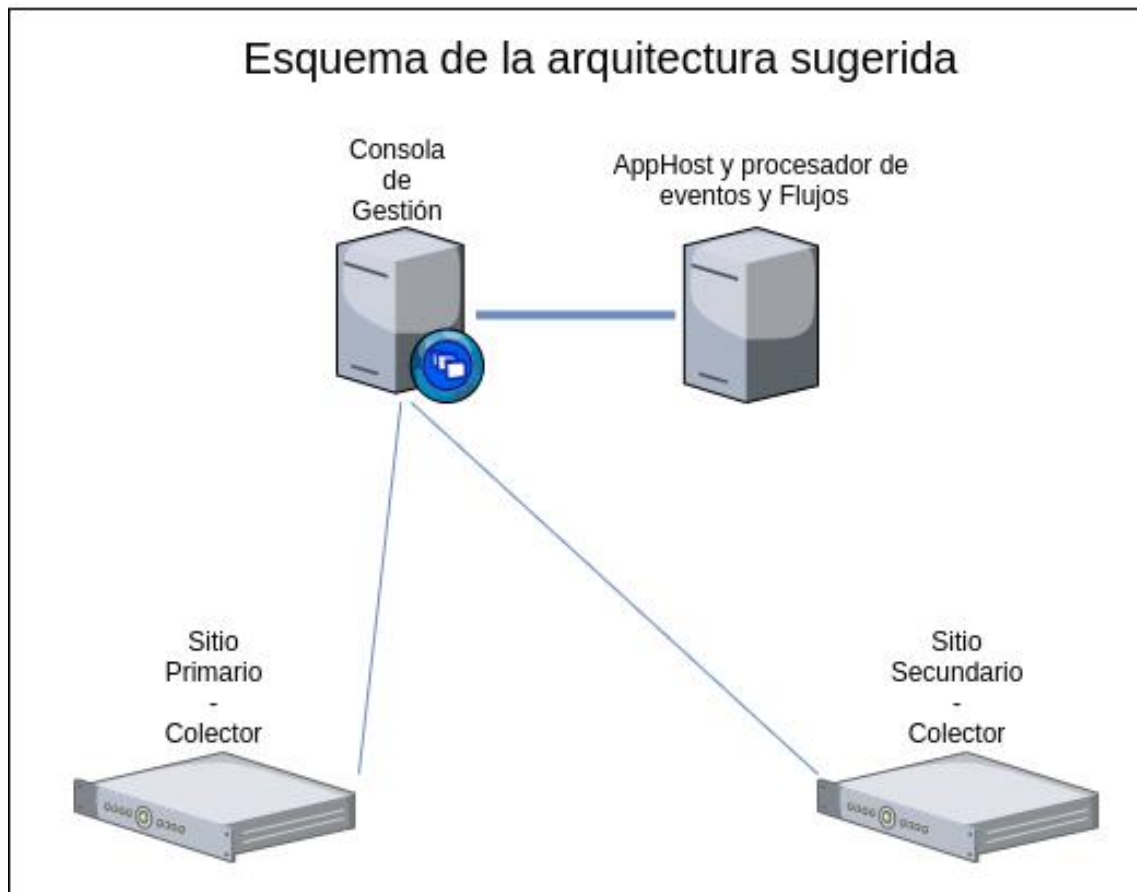 Esquema de la arquitectura sugerida
Consola
de
Gestión
AppHost y procesador de
eventos y Flujos
Sitio
Primario
-
Colector
Sitio
Secundario
-
Colector